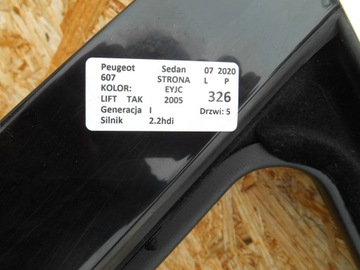 Peugeot Sedan 07 2020
607 STRONA L P
KOLOR: EYJC
LIFT TAK 2005 326
Generacja I Drzwi: 5
Silnik 2.2hdi